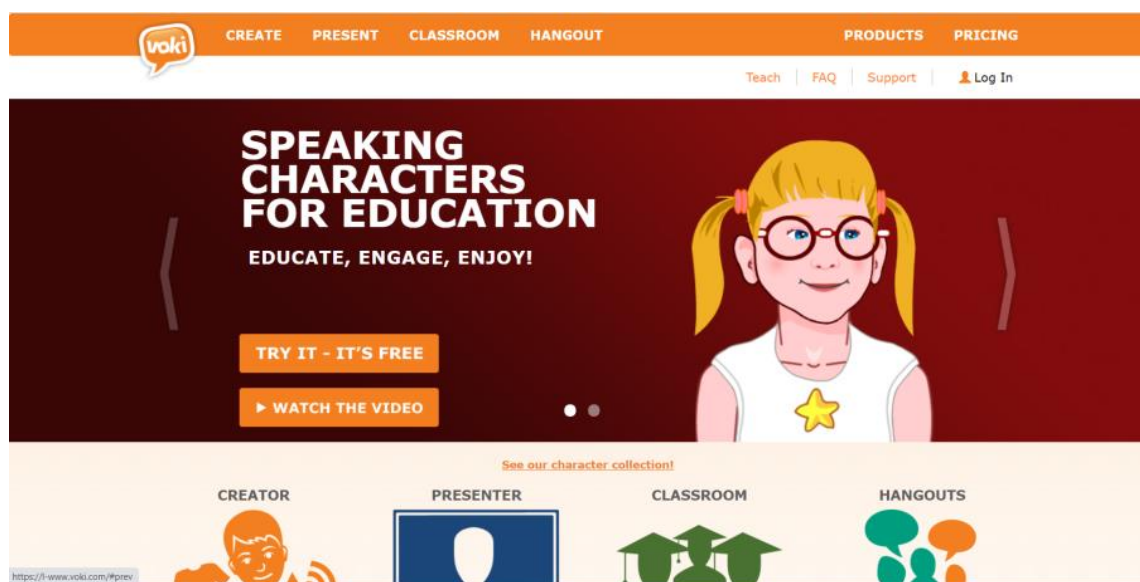 voki
CREATE PRESENT CLASSROOM HANGOUT PRODUCTS PRICING
Teach FAQ Support Log In
SPEAKING
CHARACTERS
FOR EDUCATION
EDUCATE, ENGAGE, ENJOY!
TRY IT - IT'S FREE
WATCH THE VIDEO
See our character collection!
CREATOR PRESENTER CLASSROOM HANGOUTS
https://l-www.voki.com/#prev